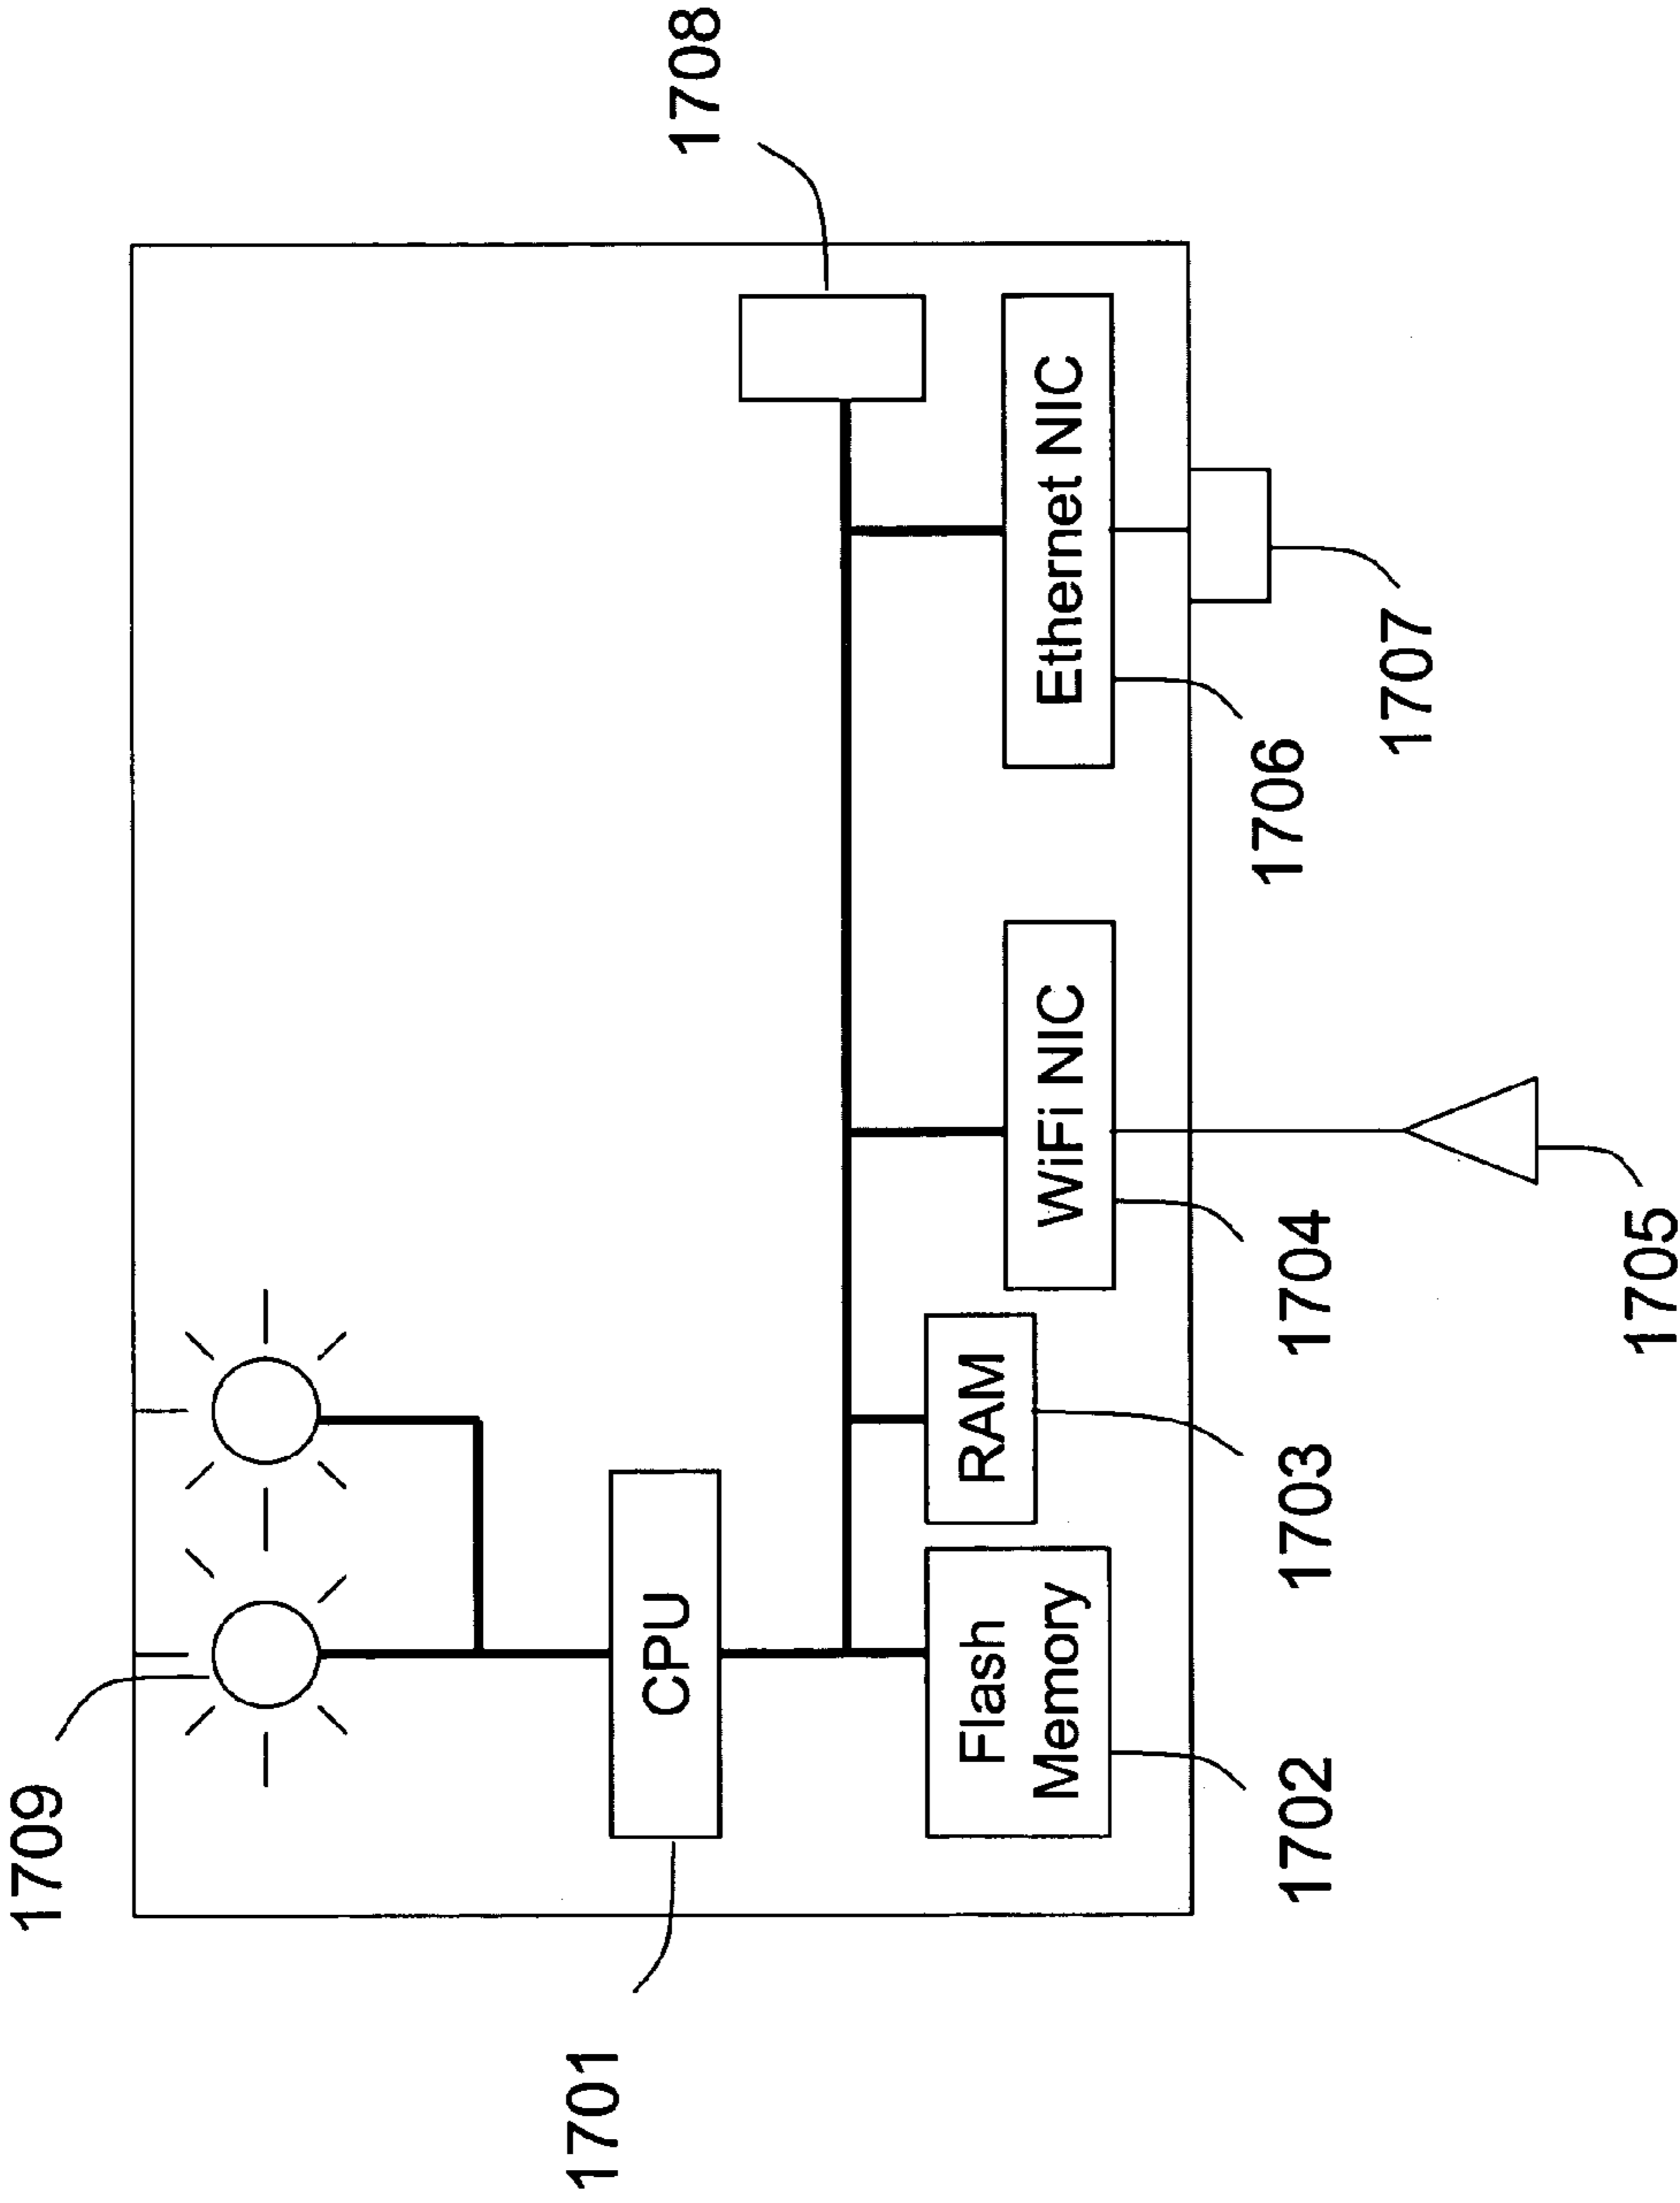 1709
1708
1701
CPU
Flash
Memory
1702
RAM
1703
WiFi NIC
1704
1705
Ethernet NIC
1706
1707